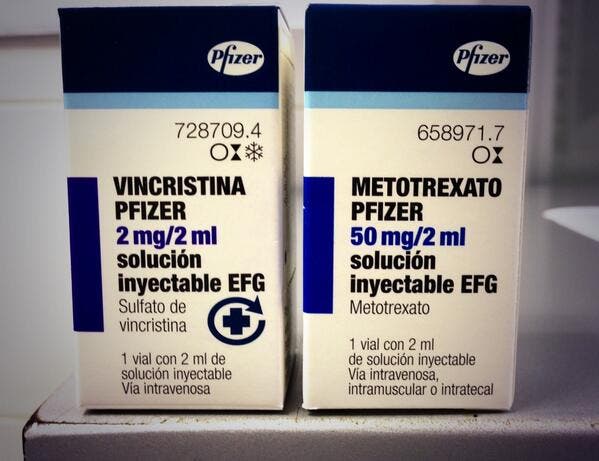 Pfizer
728709.4
VINCRISTINA
PFIZER
2 mg/2 ml
solución
inyectable EFG
Sulfato de
vincristina
1 vial con 2 ml de
solución inyectable
Vía intravenosa
Pfizer
658971.7
METOTREXATO
PFIZER
50 mg/2 ml
solución
inyectable EFG
Metotrexato
1 vial con 2 ml
de solución inyectable
Vía intravenosa,
intramuscular o intratecal